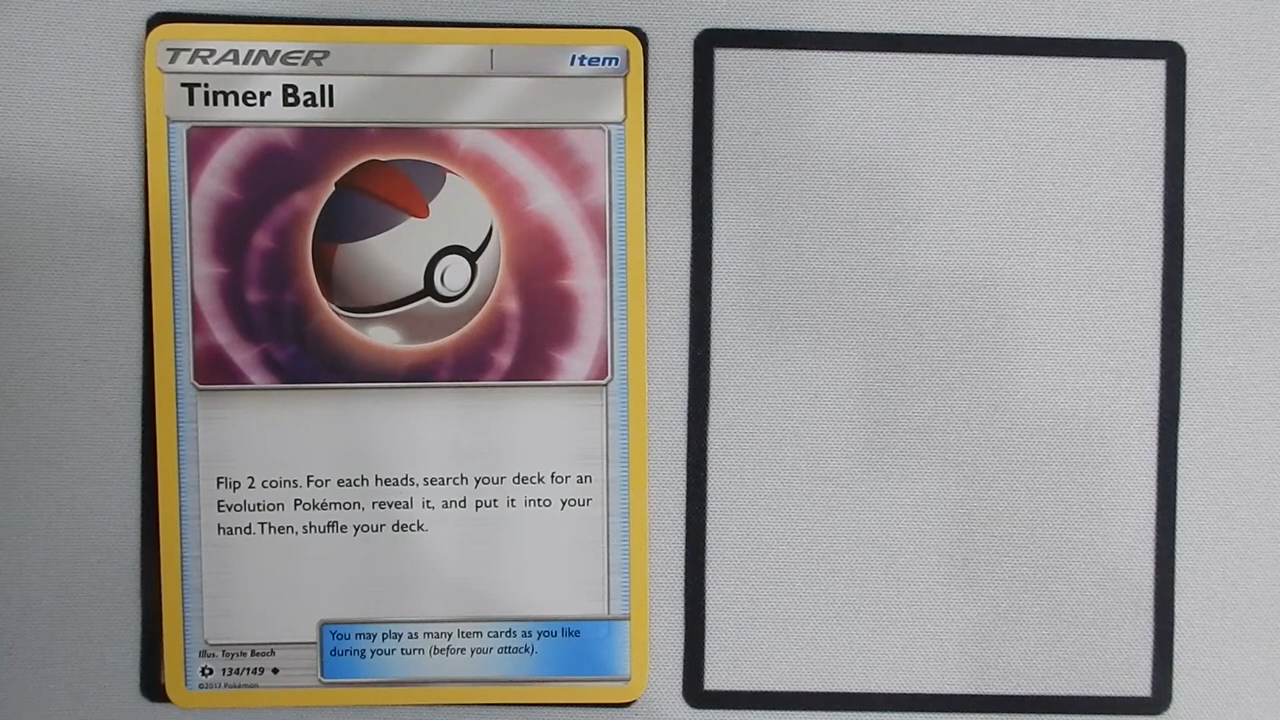 TRAINER
Item
Timer Ball
Flip 2 coins. For each heads, search your deck for an
Evolution Pokémon, reveal it, and put it into your
hand. Then, shuffle your deck.
You may play as many Item cards as you like
during your turn (before your attack).
Illus. Toyste Beach
134/149
©2017 Pokémon